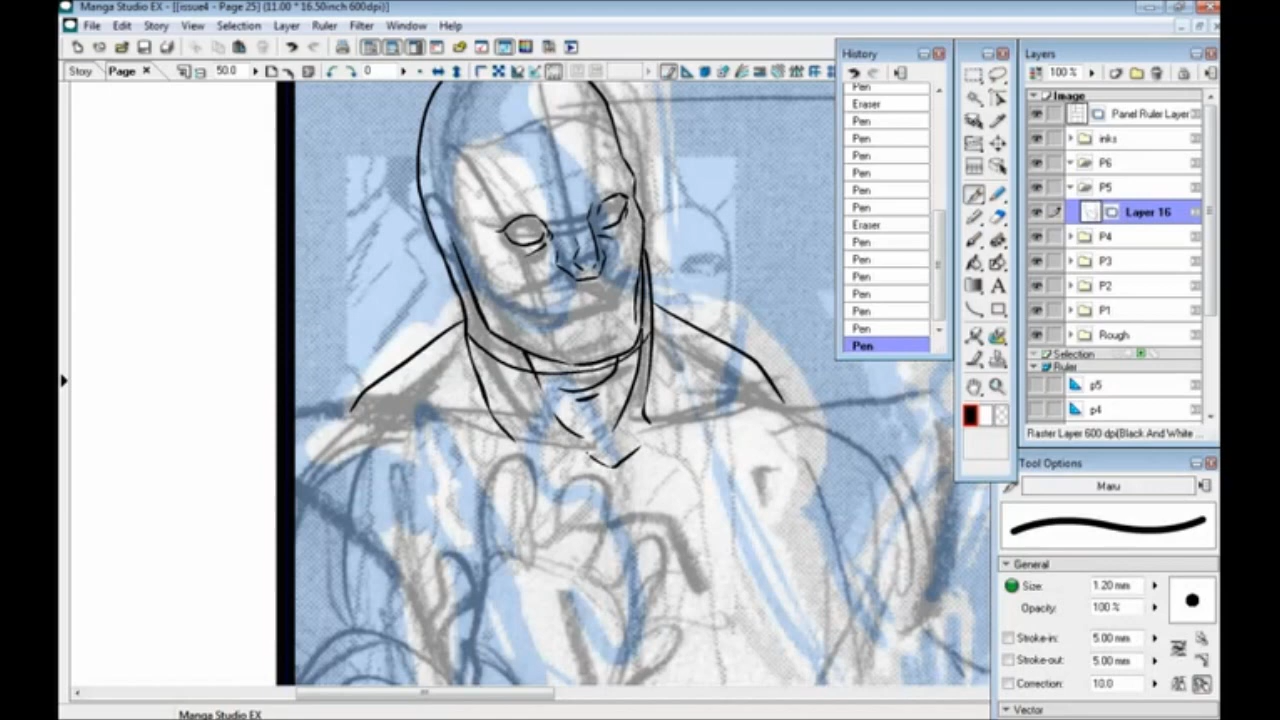 Manga Studio EX - [[issue4 - Page 25] (11.00 * 16.50inch 600dpi)]
File Edit Story View Selection Layer Ruler Filter Window Help
Story Page 50.0 0
History
Pen
Eraser
Pen
Pen
Pen
Pen
Pen
Pen
Eraser
Pen
Pen
Pen
Pen
Pen
Pen
Pen
Layers
100 %
Image
Panel Ruler Layer
inks
P6
P5
Layer 16
P4
P3
P2
P1
Rough
Selection
Ruler
p5
p4
Raster Layer 600 dpi(Black And White ...
Tool Options
Maru
General
Size: 1.20 mm
Opacity: 100 %
Stroke-in: 5.00 mm
Stroke-out: 5.00 mm
Correction: 10.0
Vector
Manga Studio EX